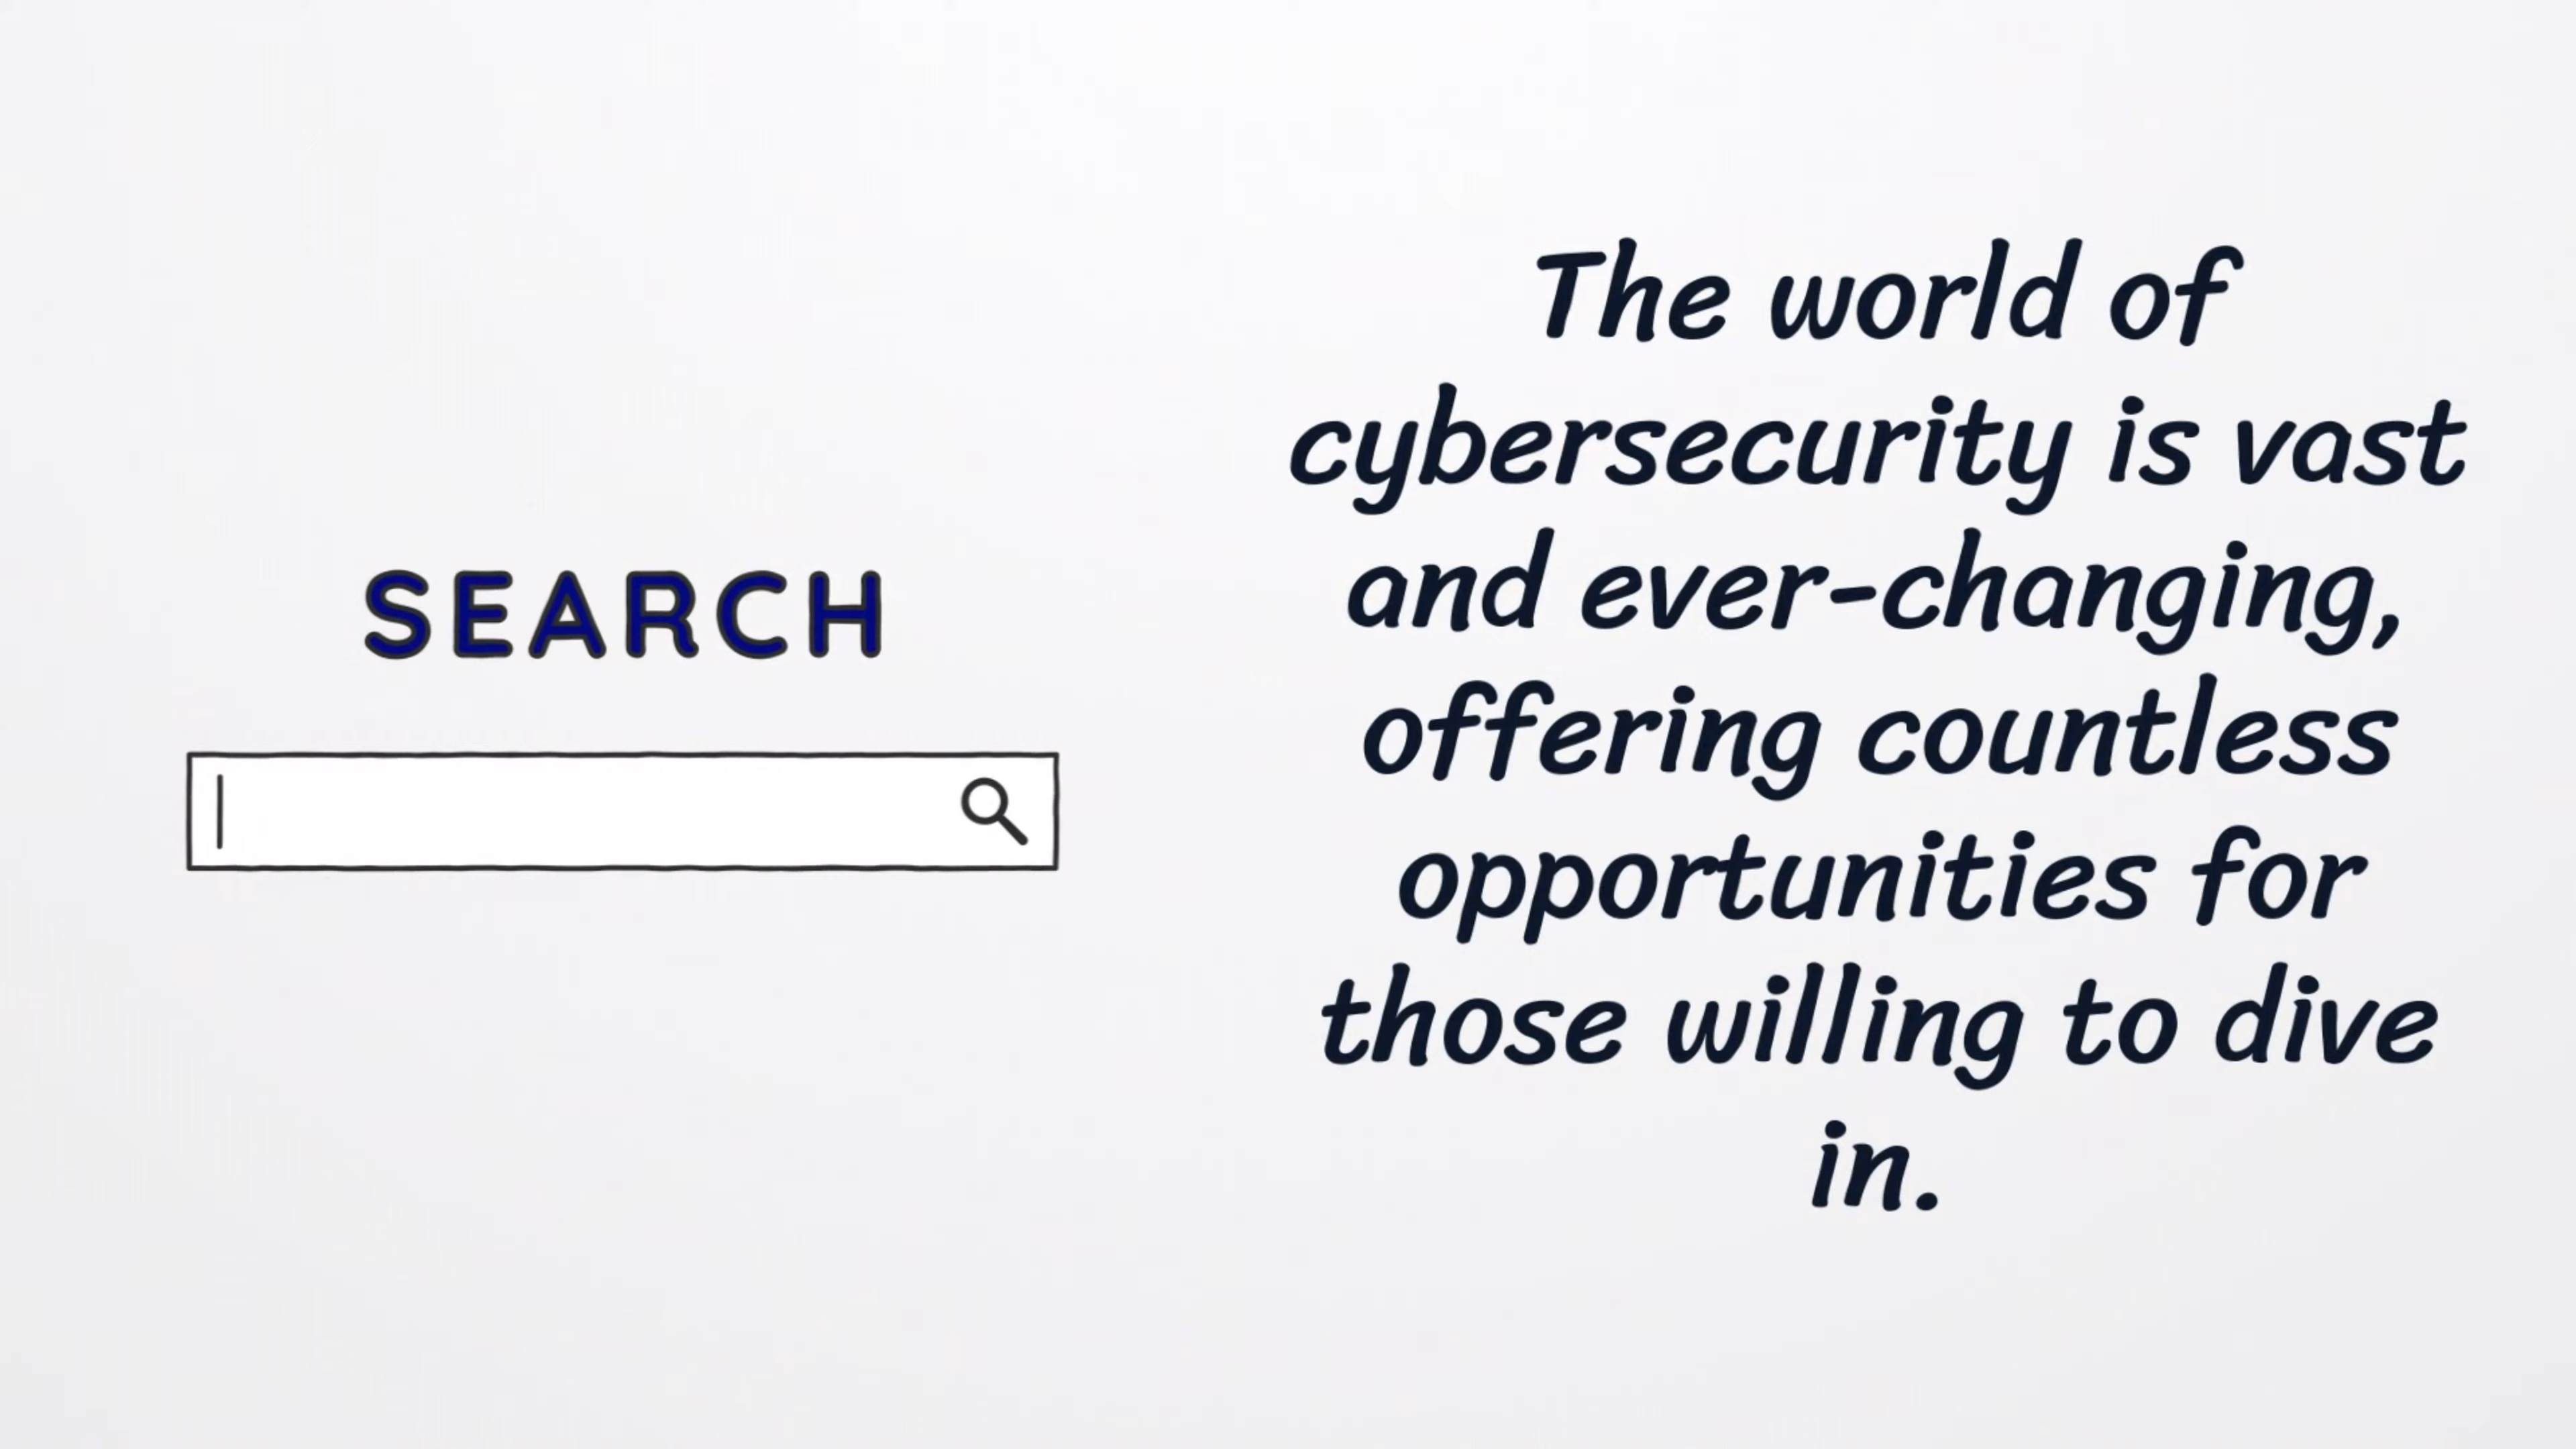 SEARCH
The world of
cybersecurity is vast
and ever-changing,
offering countless
opportunities for
those willing to dive
in.